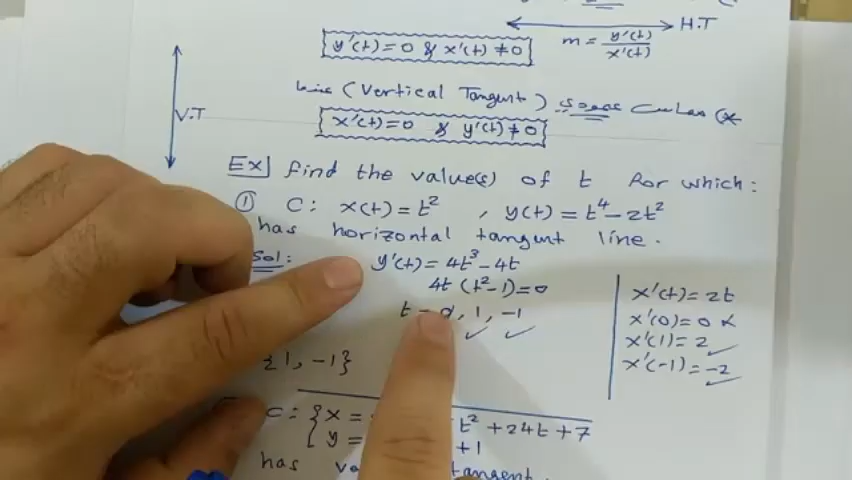 H.T
y'(t)=0 & x'(t)≠0
m = y'(t)/x'(t)
(Vertical Tangent)
V.T
x'(t)=0 & y'(t)≠0
Ex] find the value(s) of t for which:
① C: x(t)=t² , y(t)=t⁴-2t²
has horizontal tangent line.
Sol:
y'(t)=4t³-4t
4t(t²-1)=0
t = 0, 1, -1
{1, -1}
x'(t)=2t
x'(0)=0 ×
x'(1)=2 ✓
x'(-1)=-2 ✓
C: {x = t²+24t+7
y = +1
has tangent.